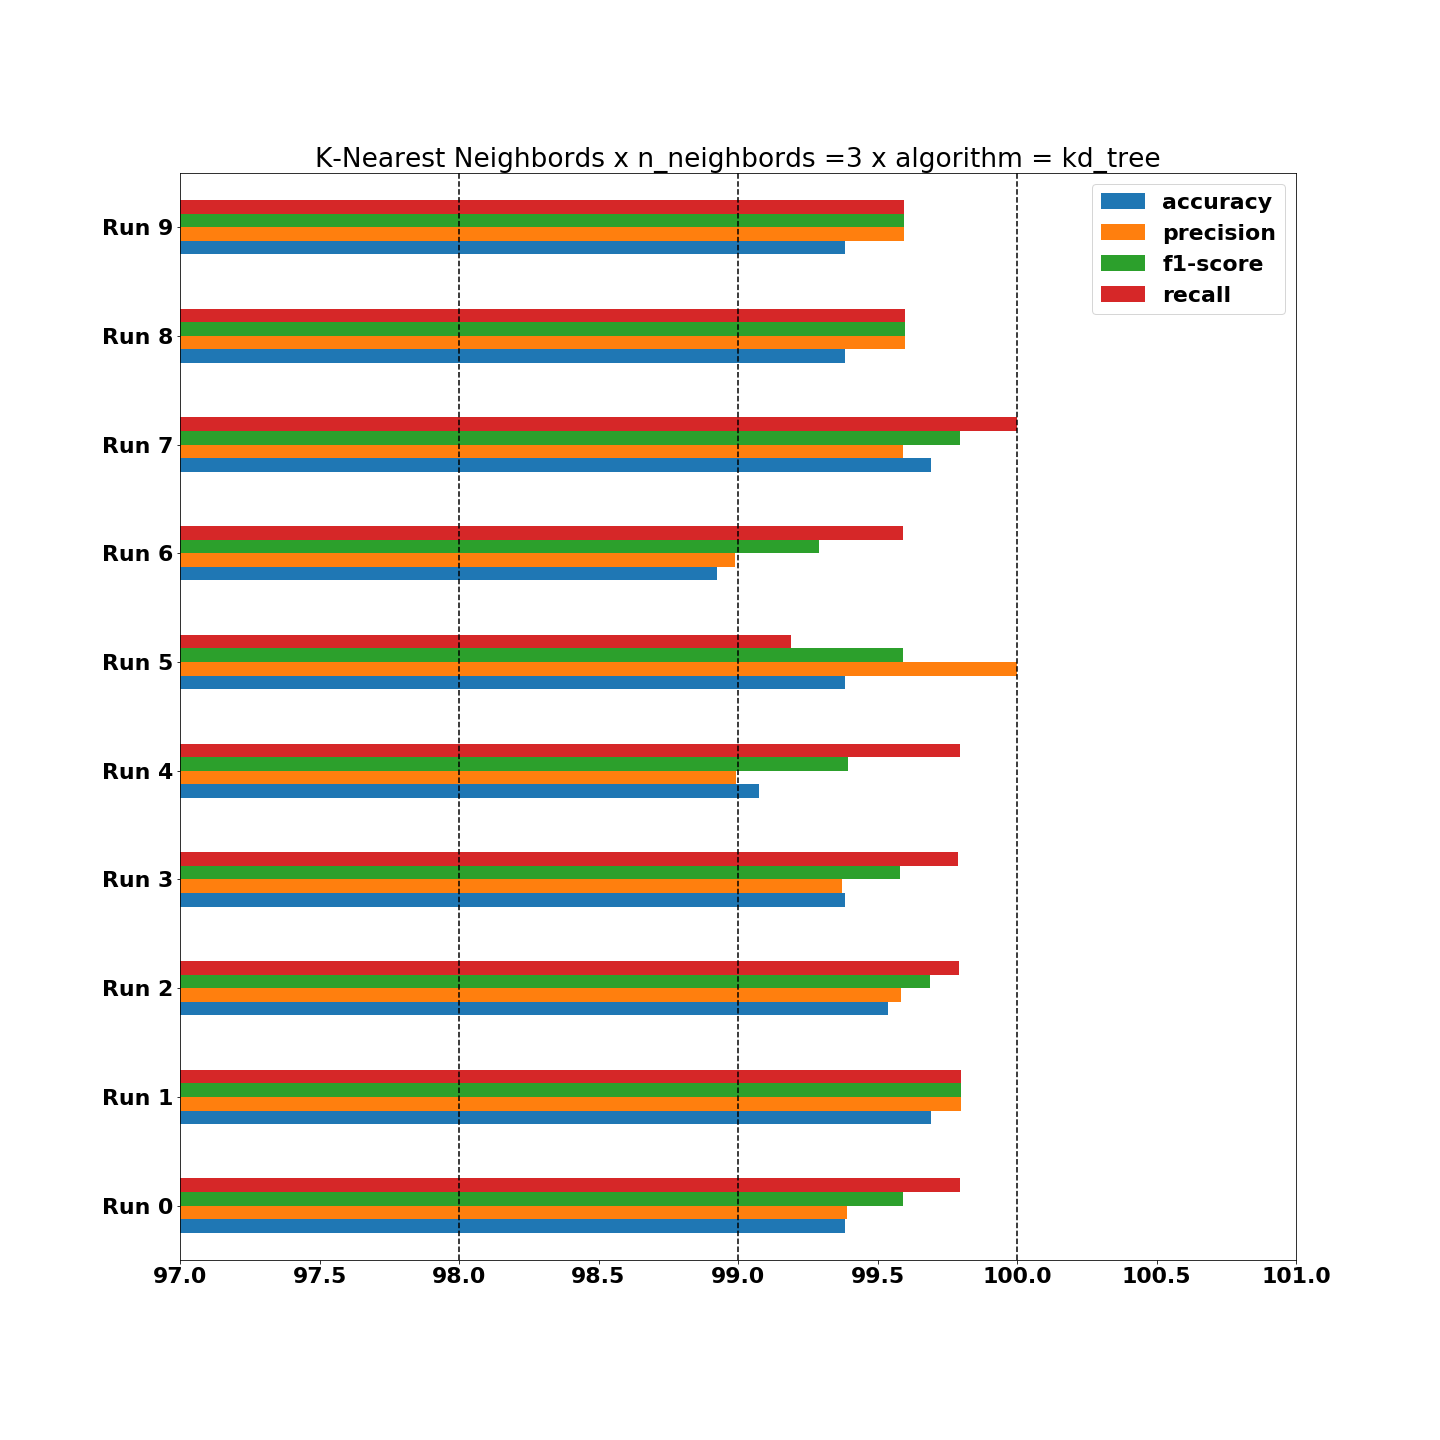 K-Nearest Neighbords x n_neighbords =3 x algorithm = kd_tree
accuracy
precision
f1-score
recall
Run 9
Run 8
Run 7
Run 6
Run 5
Run 4
Run 3
Run 2
Run 1
Run 0
97.0 97.5 98.0 98.5 99.0 99.5 100.0 100.5 101.0